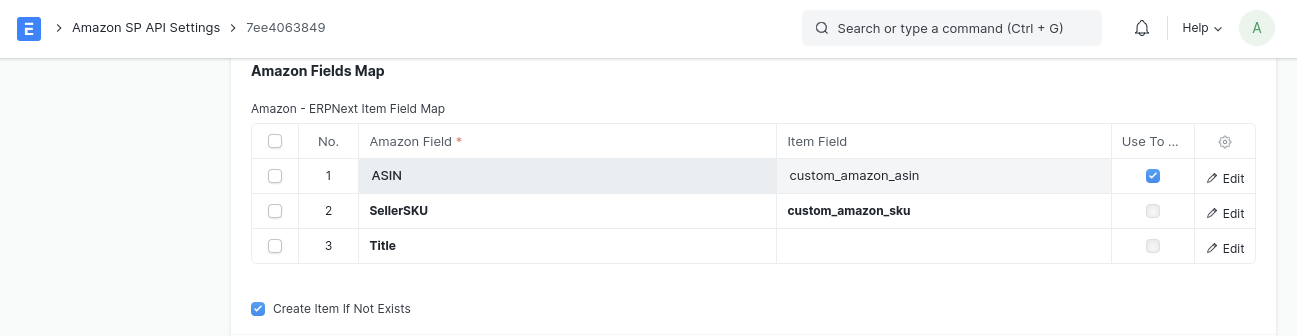 E > Amazon SP API Settings > 7ee4063849 Search or type a command (Ctrl + G) Help A
Amazon Fields Map
Amazon - ERPNext Item Field Map
No. Amazon Field * Item Field Use To ...
1 ASIN custom_amazon_asin Edit
2 SellerSKU custom_amazon_sku Edit
3 Title Edit
Create Item If Not Exists